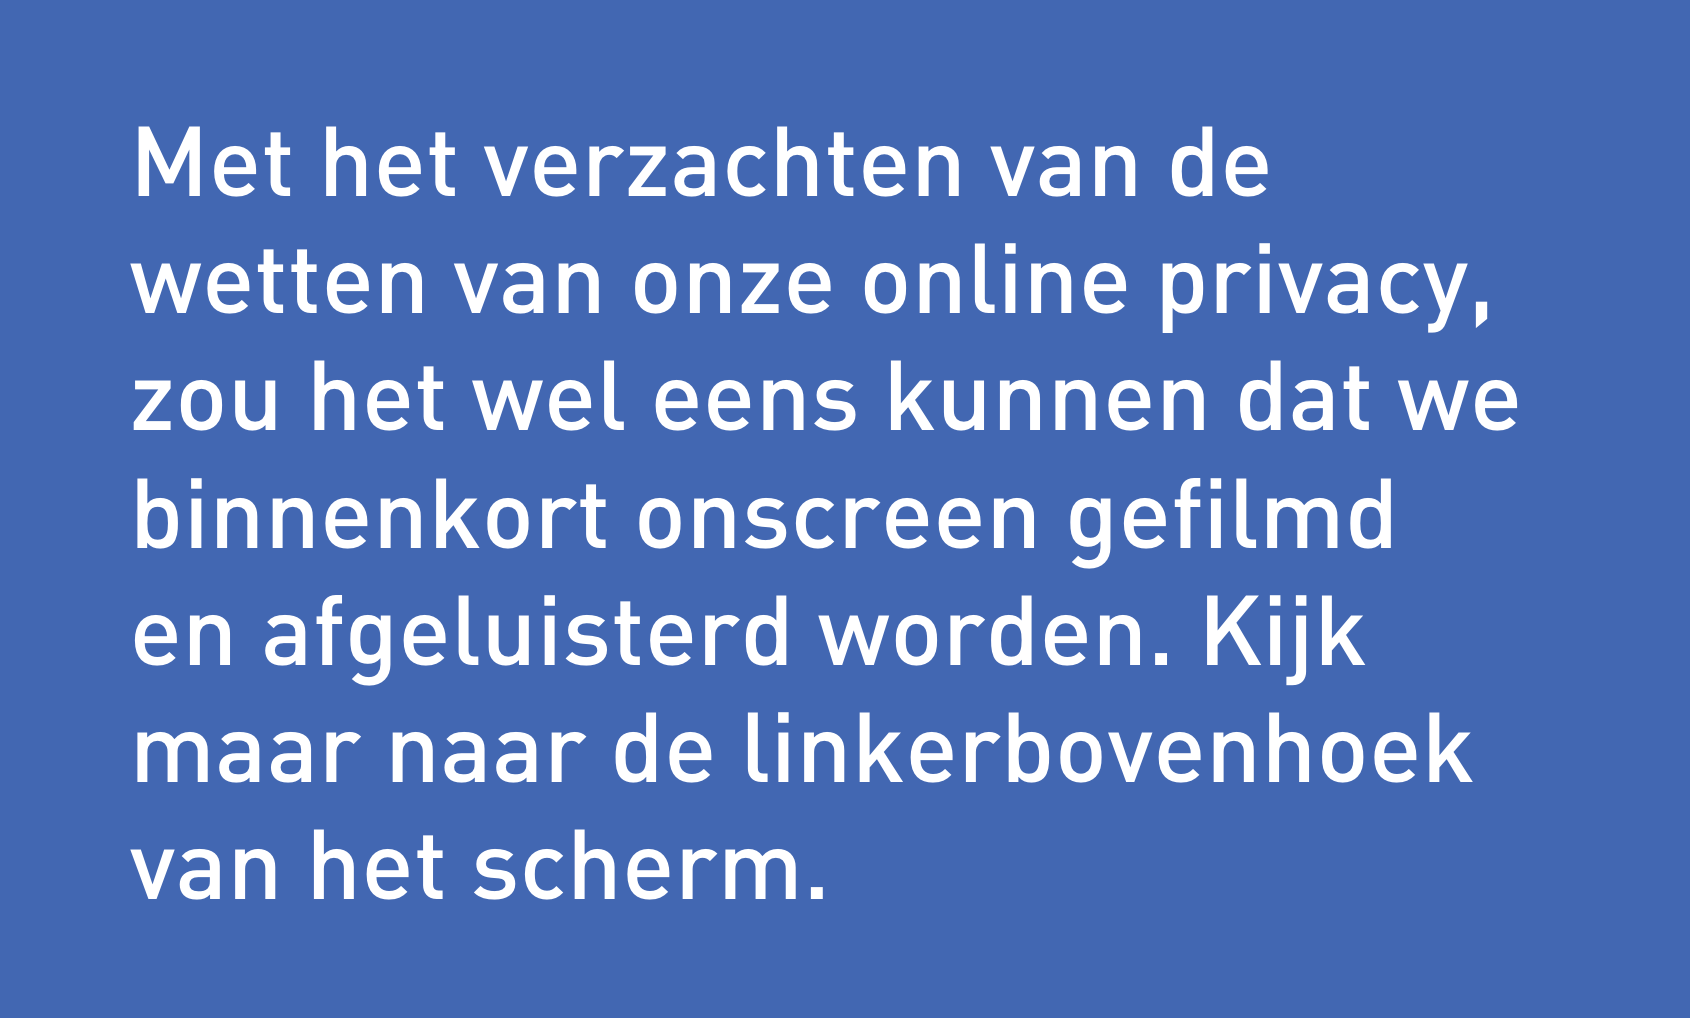 Met het verzachten van de
wetten van onze online privacy,
zou het wel eens kunnen dat we
binnenkort onscreen gefilmd
en afgeluisterd worden. Kijk
maar naar de linkerbovenhoek
van het scherm.